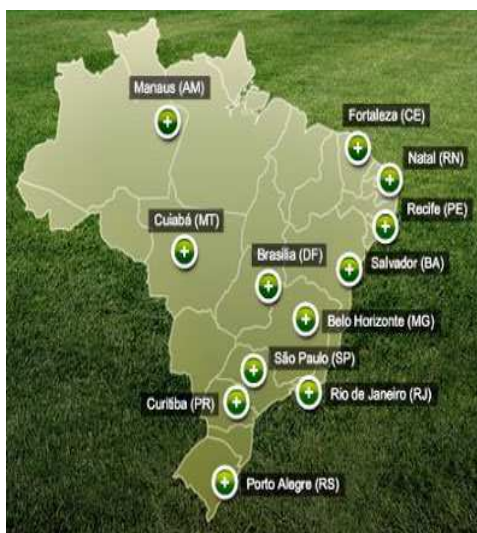 Manaus (AM)
Fortaleza (CE)
Natal (RN)
Recife (PE)
Cuiabá (MT)
Brasília (DF)
Salvador (BA)
Belo Horizonte (MG)
São Paulo (SP)
Rio de Janeiro (RJ)
Curitiba (PR)
Porto Alegre (RS)